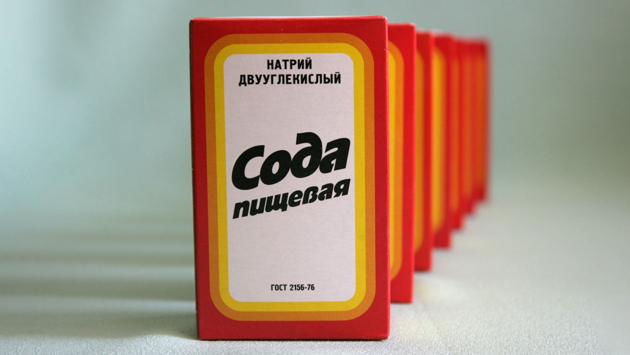 НАТРИЙ
ДВУУГЛЕКИСЛЫЙ
Сода
пищевая
ГОСТ 2156-76